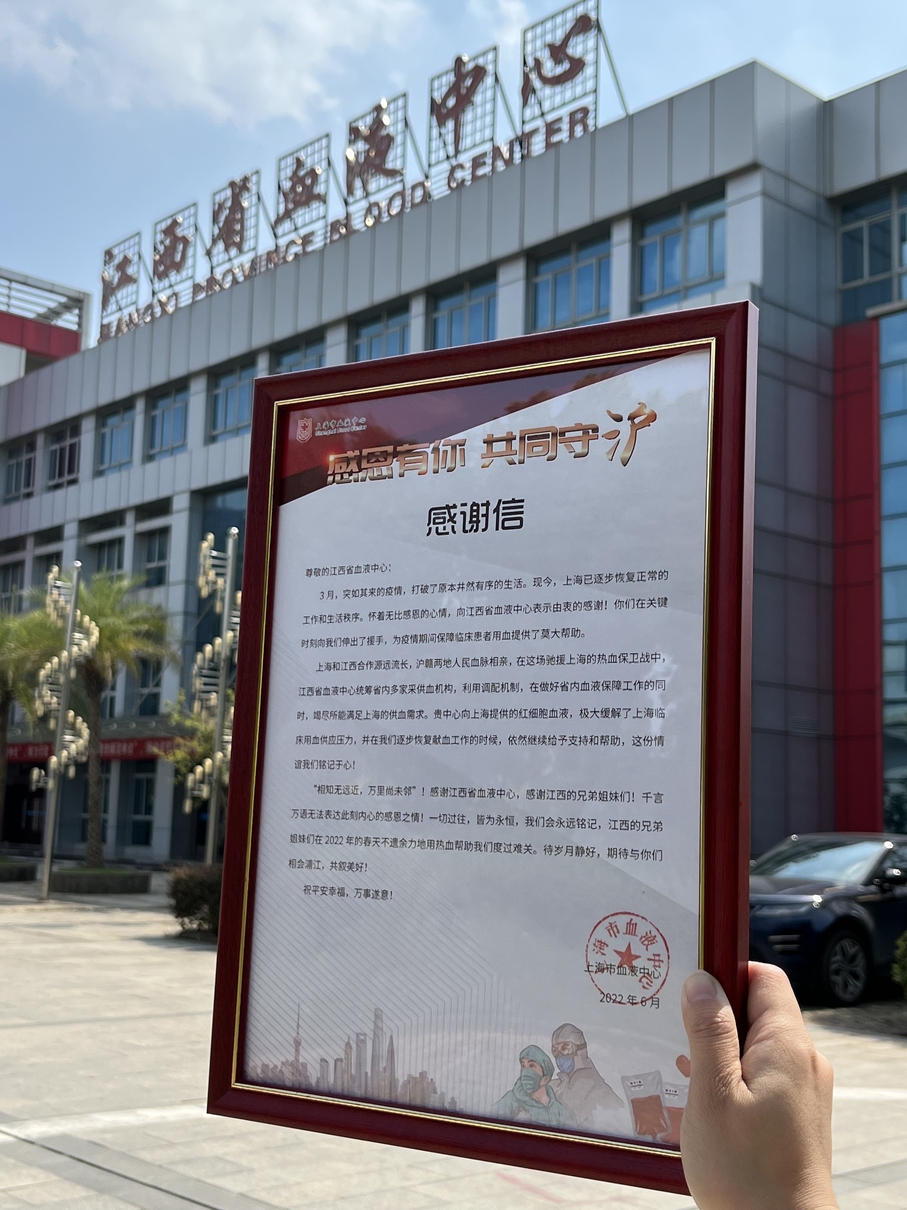 江西省血液中心
JIANGXI PROVINCE BLOOD CENTER
上海市血液中心
Shanghai Blood Center
感恩有你 共同守沪
感谢信
尊敬的江西省血液中心：
3月，突如其来的疫情，打破了原本井然有序的生活。现今，上海已逐步恢复正常的
工作和生活秩序。怀着无比感恩的心情，向江西省血液中心表示由衷的感谢！你们在关键
时刻向我们伸出了援手，为疫情期间保障临床患者用血提供了莫大帮助。
上海和江西合作源远流长，沪赣两地人民血脉相亲，在这场驰援上海的热血保卫战中，
江西省血液中心统筹省内多家采供血机构，利用调配机制，在做好省内血液保障工作的同
时，竭尽所能满足上海的供血需求。贵中心向上海提供的红细胞血液，极大缓解了上海临
床用血供应压力，并在我们逐步恢复献血工作的时候，依然继续给予支持和帮助，这份情
谊我们铭记于心！
“相知无远近，万里尚未邻”！感谢江西省血液中心，感谢江西的兄弟姐妹们！千言
万语无法表达此刻内心的感恩之情！一切过往，皆为永恒，我们会永远铭记，江西的兄弟
姐妹们在2022年的春天不遗余力地用热血帮助我们度过难关。待岁月静好，期待与你们
相会浦江，共叙美好！
祝平安幸福，万事遂意！
海市血液中心
上海市血液中心
2022年6月